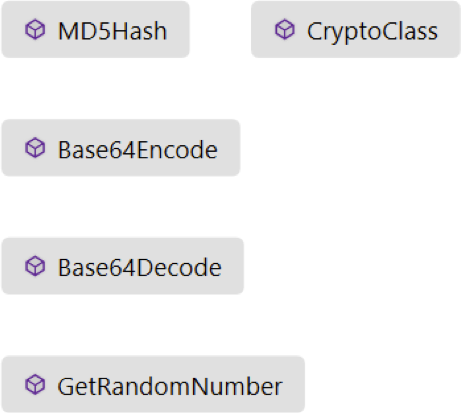 MD5Hash
CryptoClass
Base64Encode
Base64Decode
GetRandomNumber